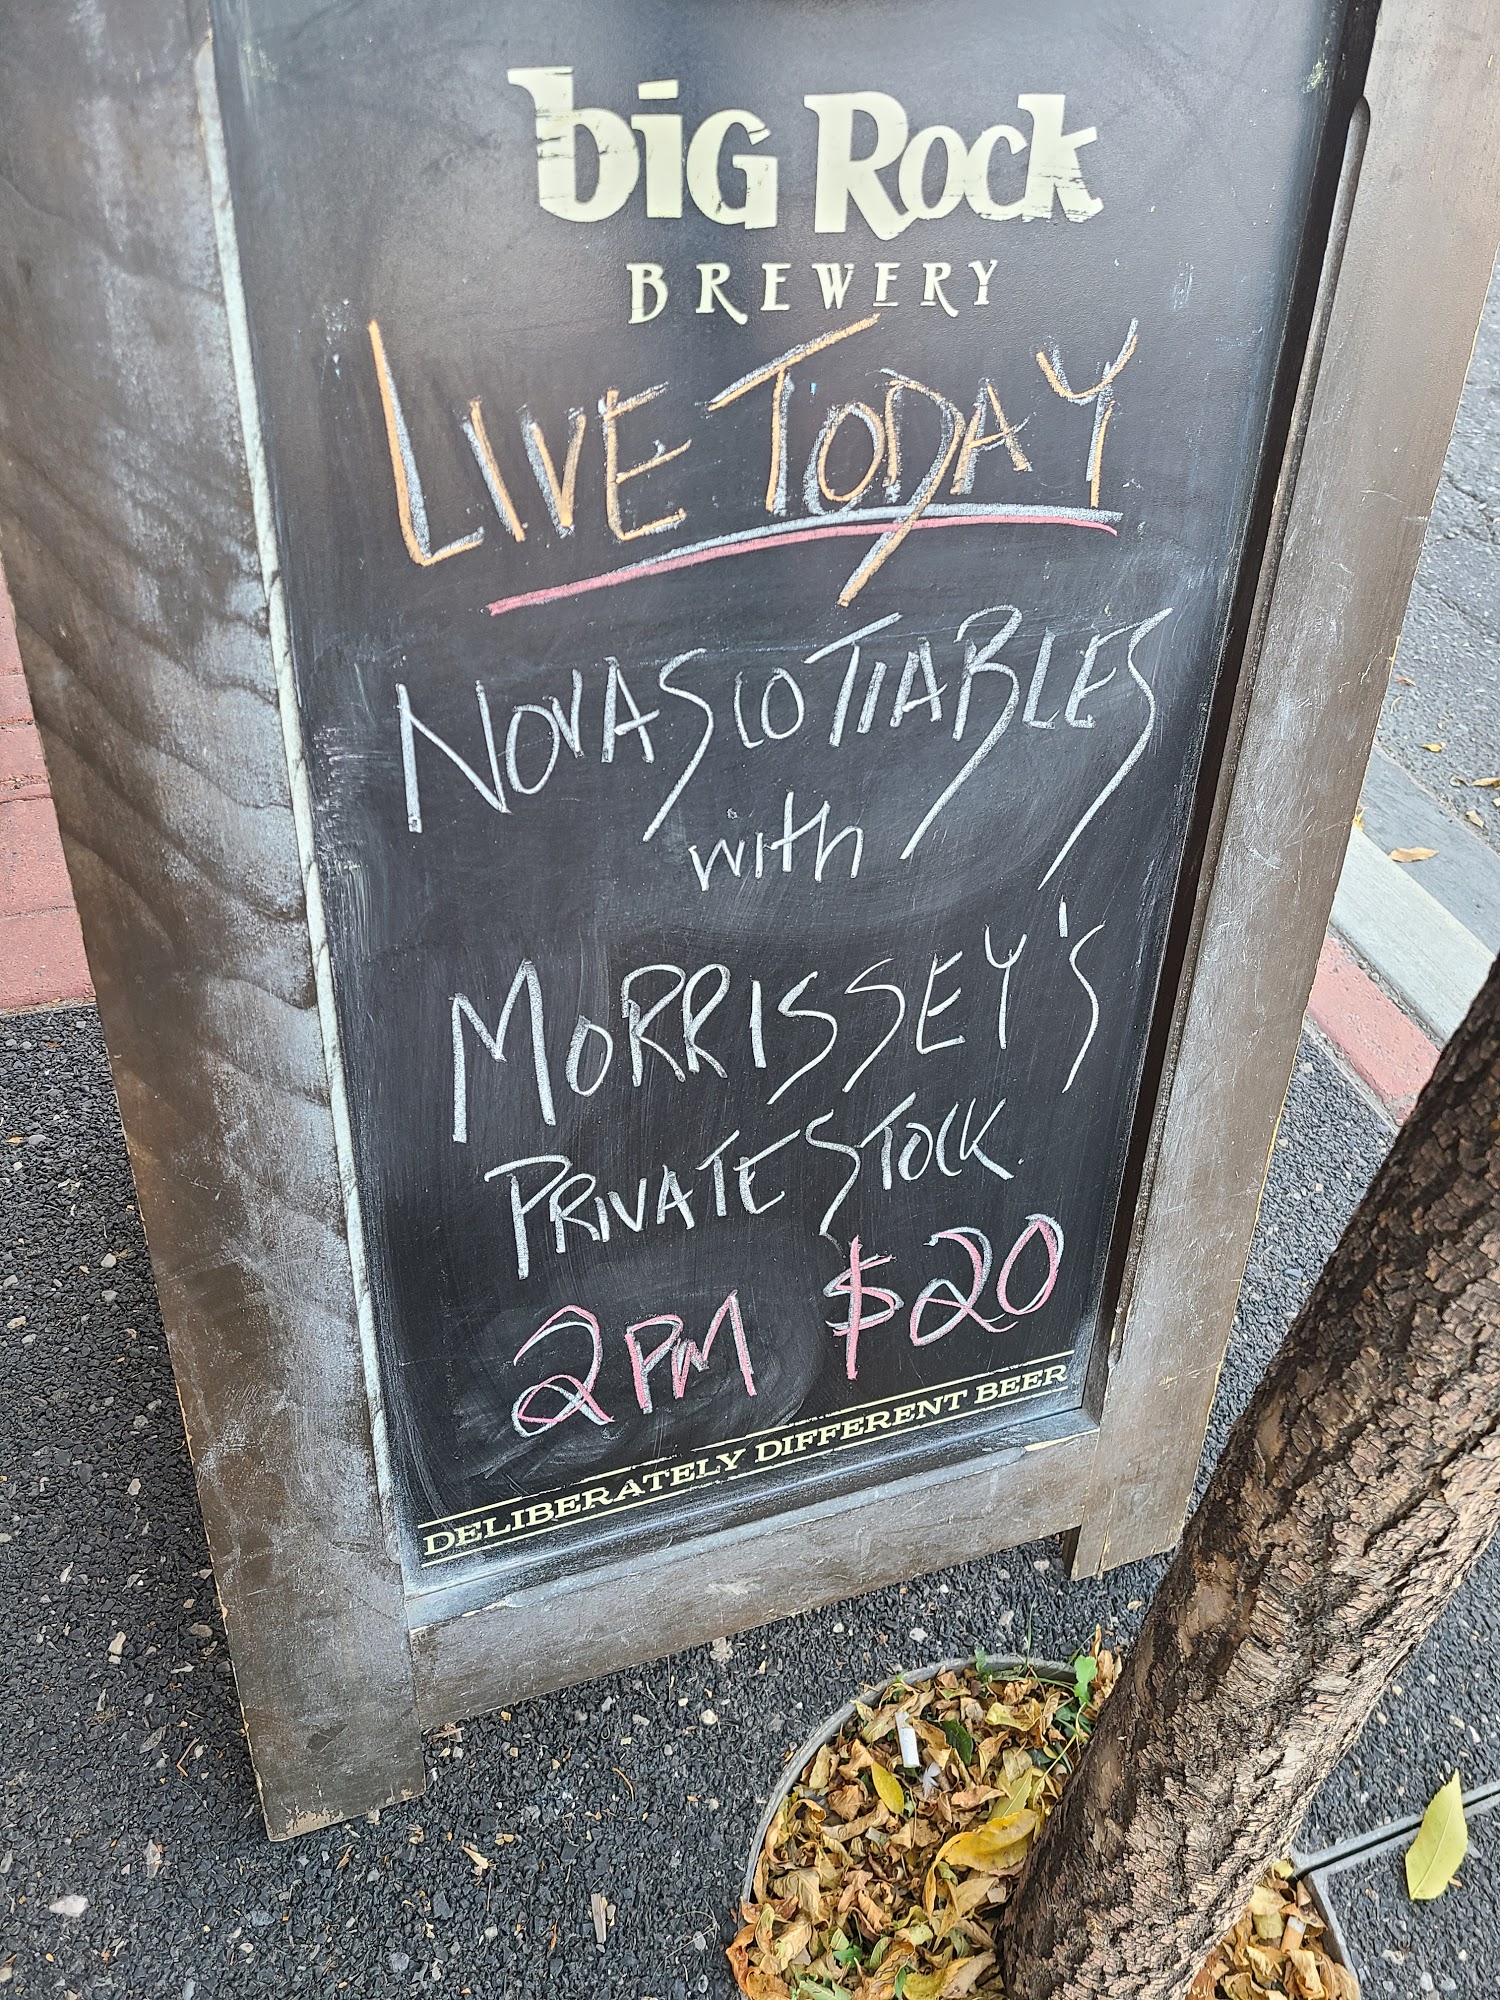 big Rock
BREWERY
LIVE TODAY
NOVASCOTIABLES
with
MORRISSEY'S
PRIVATE STOCK
2PM $20
DELIBERATELY DIFFERENT BEER